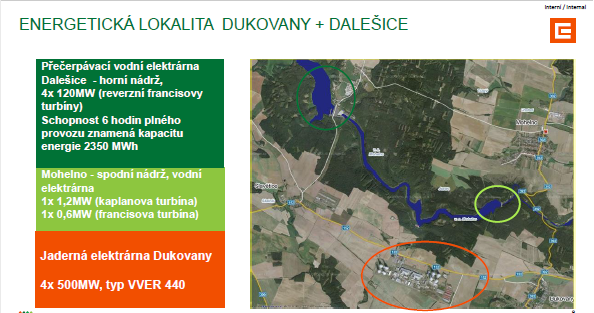 Interní / Internal
ENERGETICKÁ LOKALITA DUKOVANY + DALEŠICE
Přečerpávací vodní elektrárna
Dalešice - horní nádrž,
4x 120MW (reverzní francisovy
turbíny)
Schopnost 6 hodin plného
provozu znamená kapacitu
energie 2350 MWh
Mohelno - spodní nádrž, vodní
elektrárna
1x 1,2MW (kaplanova turbína)
1x 0,6MW (francisova turbína)
Jaderná elektrárna Dukovany
4x 500MW, typ VVER 440
Mohelno
Slavětice
Dukovany